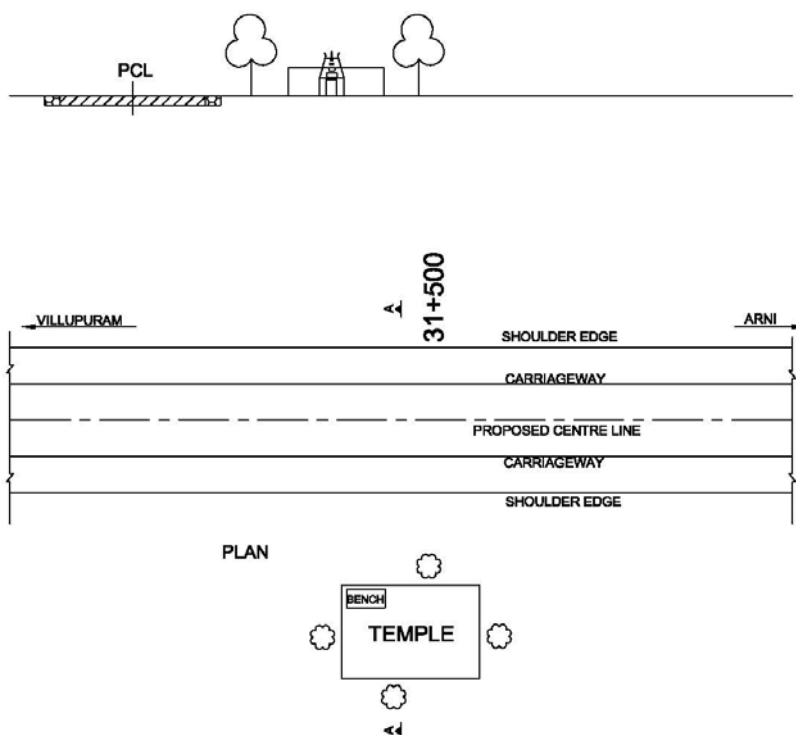 PCL
A
31+500
VILLUPURAM
ARNI
SHOULDER EDGE
CARRIAGEWAY
PROPOSED CENTRE LINE
CARRIAGEWAY
SHOULDER EDGE
PLAN
BENCH
TEMPLE
A